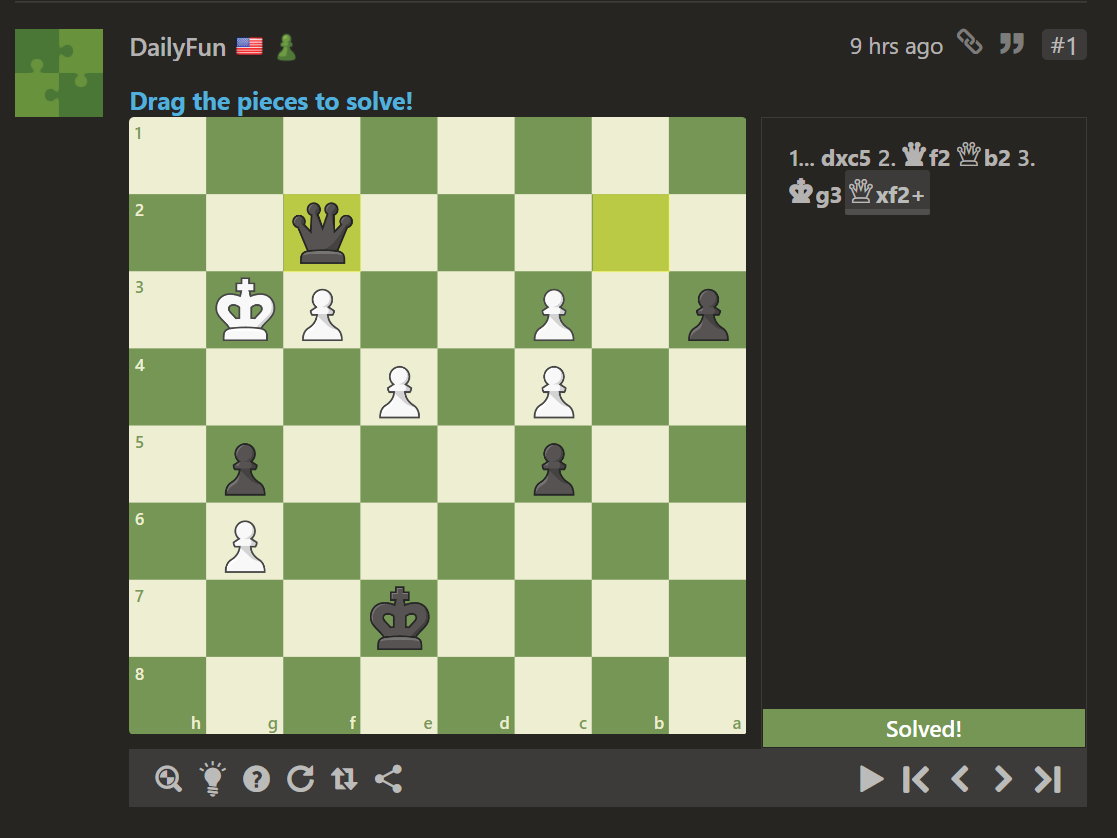 DailyFun
9 hrs ago
#1
Drag the pieces to solve!
1... dxc5 2. ♛f2 ♕b2 3.
♚g3 ♕xf2+
1
2
3
4
5
6
7
8
h g f e d c b a
Solved!